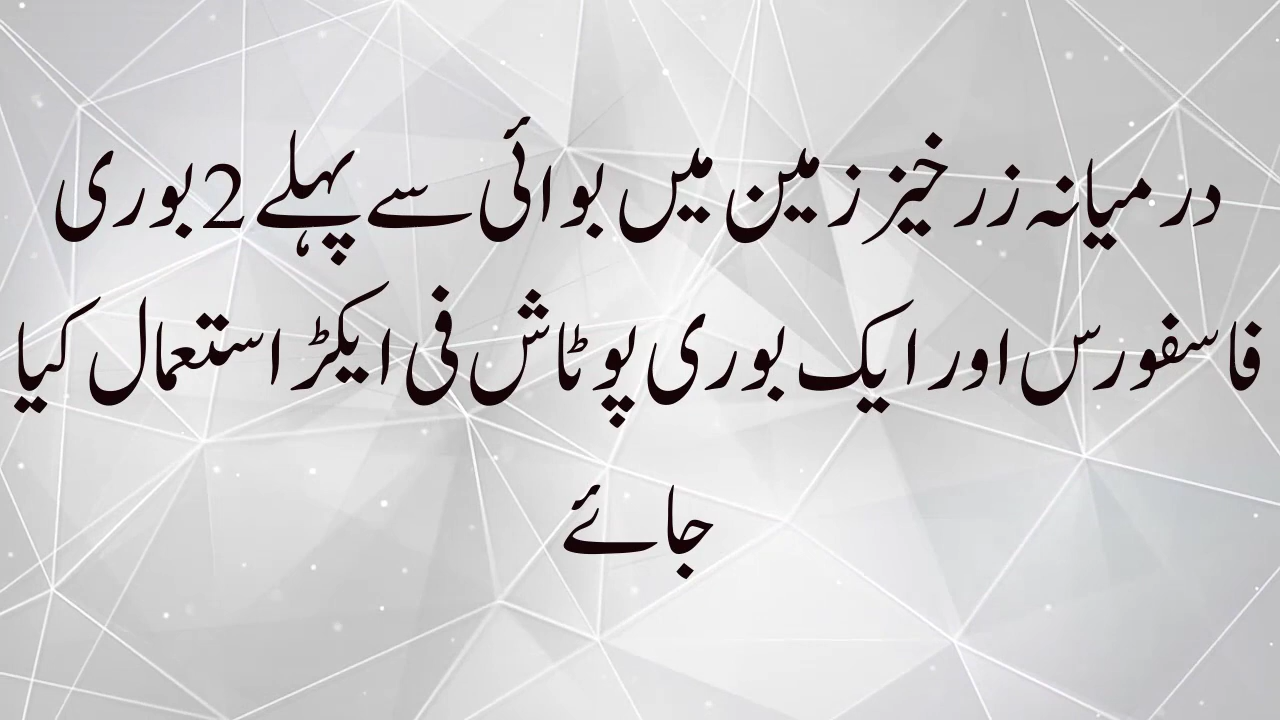 درمیانہ زرخیز زمین میں بوائی سے پہلے 2 بوری
فاسفورس اور ایک بوری پوٹاش فی ایکڑ استعمال کیا
جائے